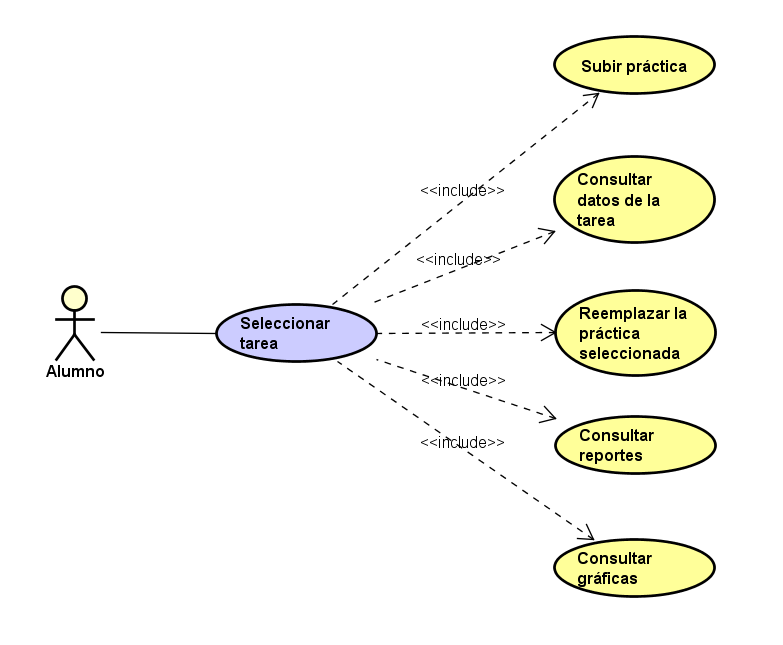 Subir práctica
<<include>>
Consultar
datos de la
tarea
<<include>>
Seleccionar
tarea
<<include>>
Reemplazar la
práctica
seleccionada
Alumno
<<include>>
Consultar
reportes
<<include>>
Consultar
gráficas